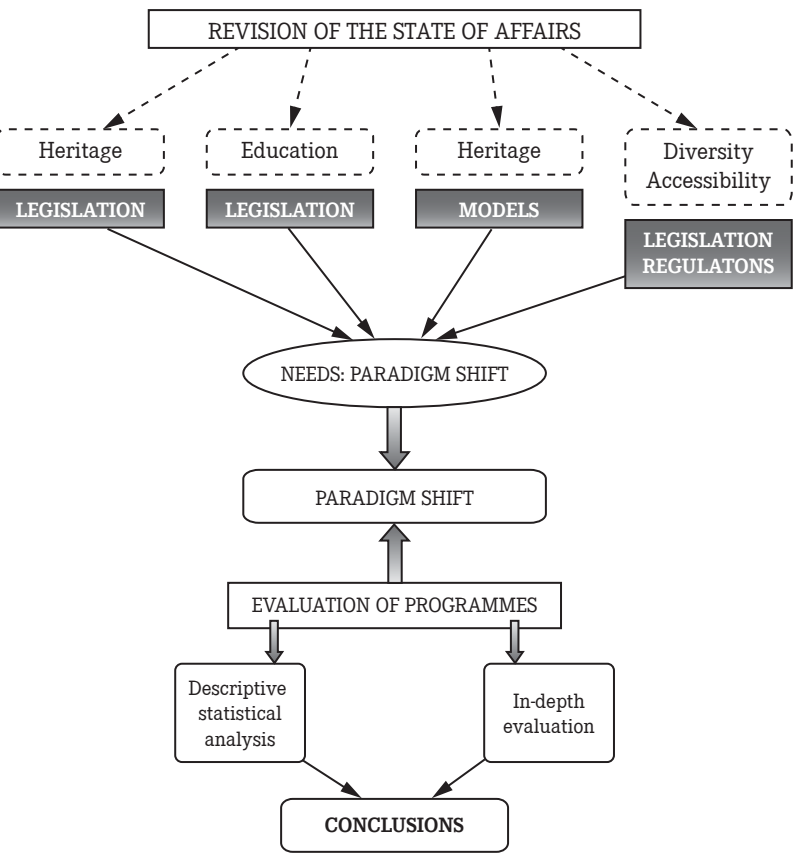 REVISION OF THE STATE OF AFFAIRS
Heritage
Education
Heritage
Diversity
Accessibility
LEGISLATION
LEGISLATION
MODELS
LEGISLATION
REGULATONS
NEEDS: PARADIGM SHIFT
PARADIGM SHIFT
EVALUATION OF PROGRAMMES
Descriptive
statistical
analysis
In-depth
evaluation
CONCLUSIONS